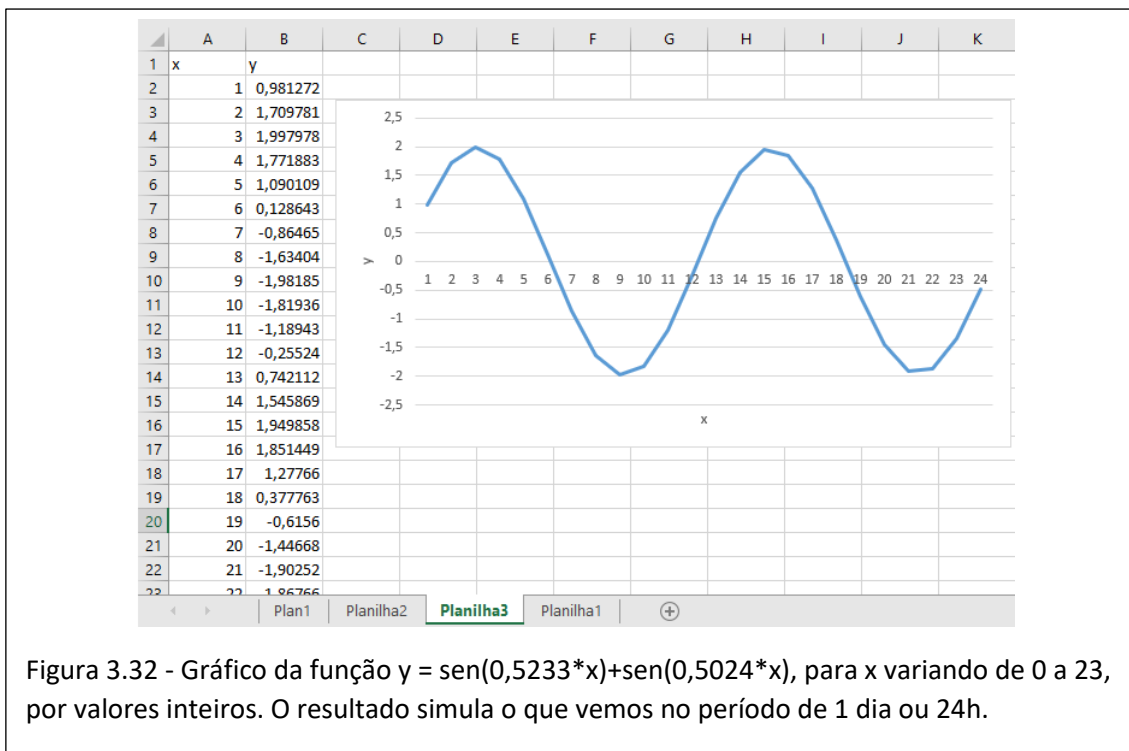 A B C D E F G H I J K
1 x y
2 1 0,981272
3 2 1,709781
4 3 1,997978
5 4 1,771883
6 5 1,090109
7 6 0,128643
8 7 -0,86465
9 8 -1,63404
10 9 -1,98185
11 10 -1,81936
12 11 -1,18943
13 12 -0,25524
14 13 0,742112
15 14 1,545869
16 15 1,949858
17 16 1,851449
18 17 1,27766
19 18 0,377763
20 19 -0,6156
21 20 -1,44668
22 21 -1,90252
23 22 -1,86766
2,5
2
1,5
1
0,5
0
-0,5
-1
-1,5
-2
-2,5
y
1 2 3 4 5 6 7 8 9 10 11 12 13 14 15 16 17 18 19 20 21 22 23 24
x
Plan1 Planilha2 Planilha3 Planilha1
Figura 3.32 - Gráfico da função y = sen(0,5233*x)+sen(0,5024*x), para x variando de 0 a 23,
por valores inteiros. O resultado simula o que vemos no período de 1 dia ou 24h.